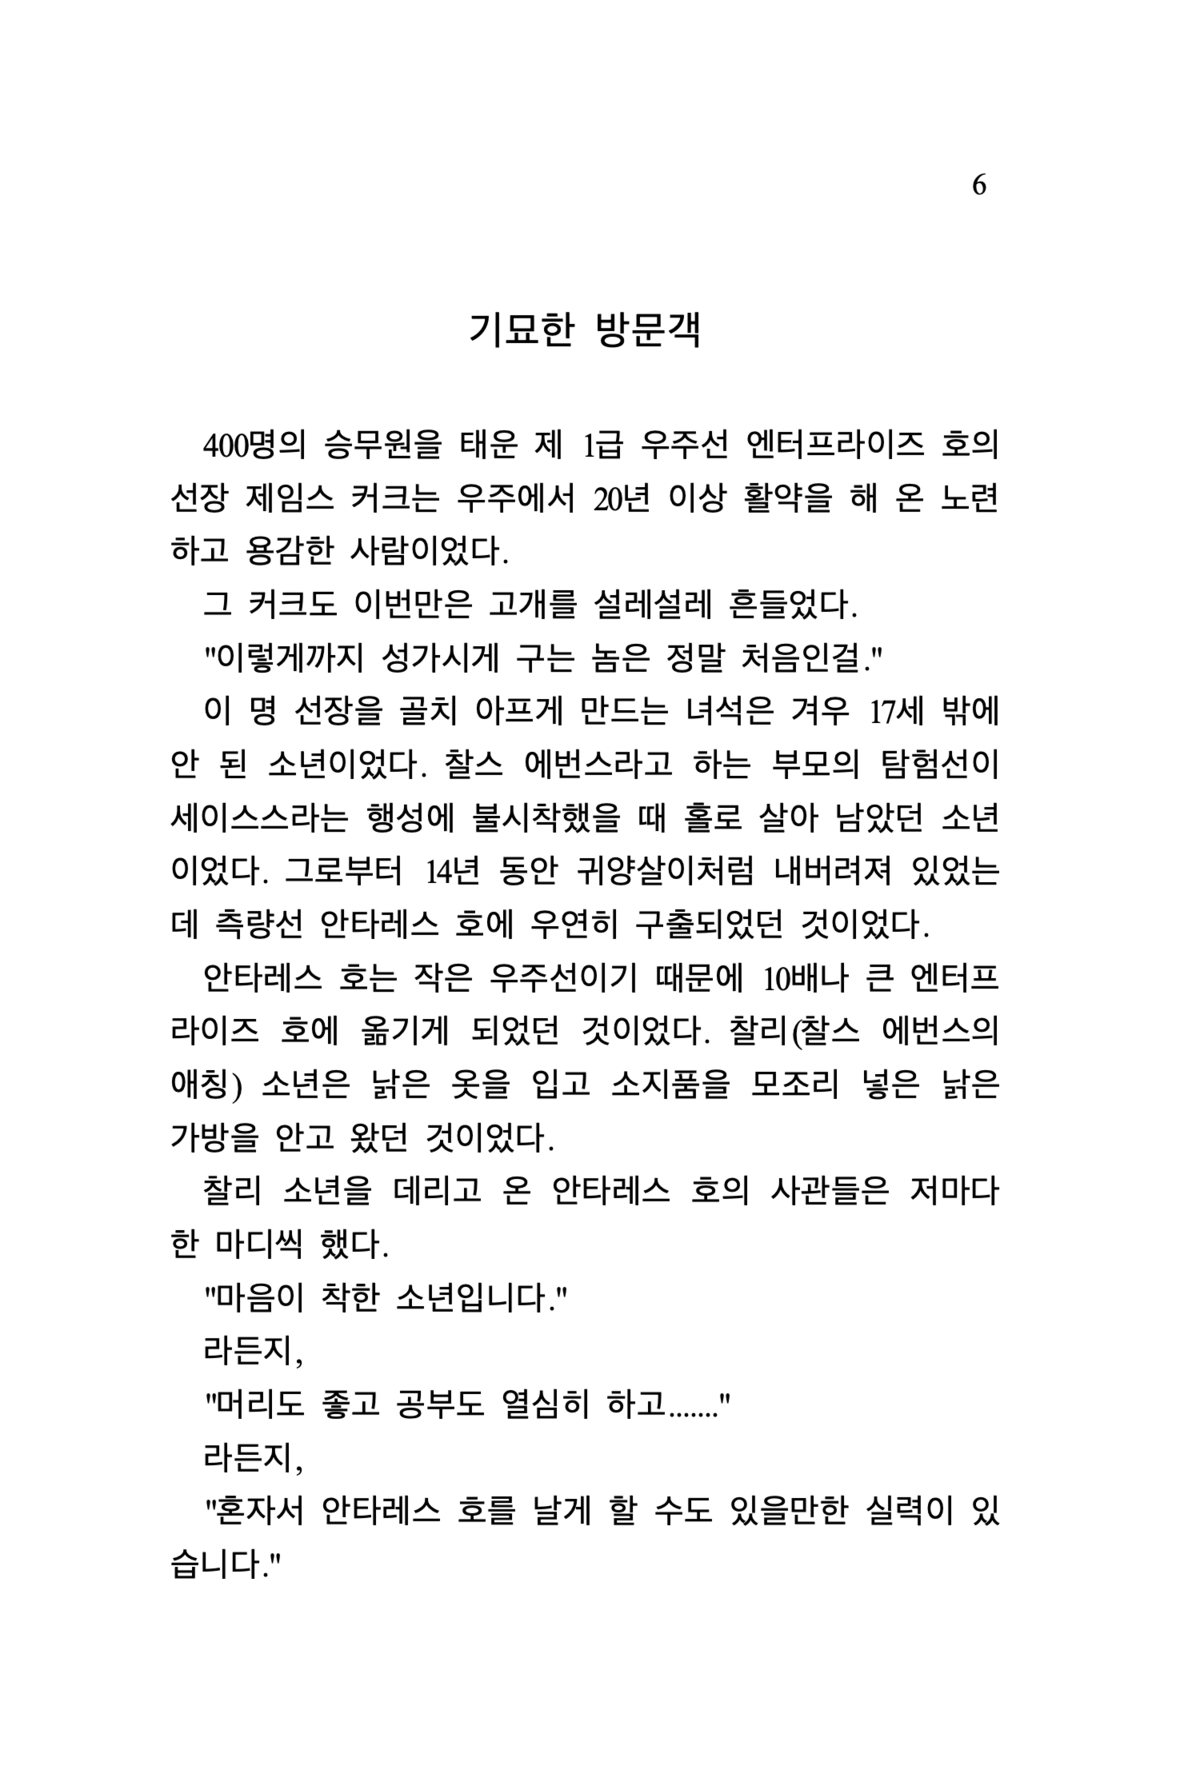 6
기묘한 방문객
400명의 승무원을 태운 제 1급 우주선 엔터프라이즈 호의
선장 제임스 커크는 우주에서 20년 이상 활약을 해 온 노련
하고 용감한 사람이었다.
그 커크도 이번만은 고개를 설레설레 흔들었다.
"이렇게까지 성가시게 구는 놈은 정말 처음인걸."
이 명 선장을 골치 아프게 만드는 녀석은 겨우 17세 밖에
안 된 소년이었다. 찰스 에번스라고 하는 부모의 탐험선이
세이스스라는 행성에 불시착했을 때 홀로 살아 남았던 소년
이었다. 그로부터 14년 동안 귀양살이처럼 내버려져 있었는
데 측량선 안타레스 호에 우연히 구출되었던 것이었다.
안타레스 호는 작은 우주선이기 때문에 10배나 큰 엔터프
라이즈 호에 옮기게 되었던 것이었다. 찰리(찰스 에번스의
애칭) 소년은 낡은 옷을 입고 소지품을 모조리 넣은 낡은
가방을 안고 왔던 것이었다.
찰리 소년을 데리고 온 안타레스 호의 사관들은 저마다
한 마디씩 했다.
"마음이 착한 소년입니다."
라든지,
"머리도 좋고 공부도 열심히 하고......."
라든지,
"혼자서 안타레스 호를 날게 할 수도 있을만한 실력이 있
습니다."